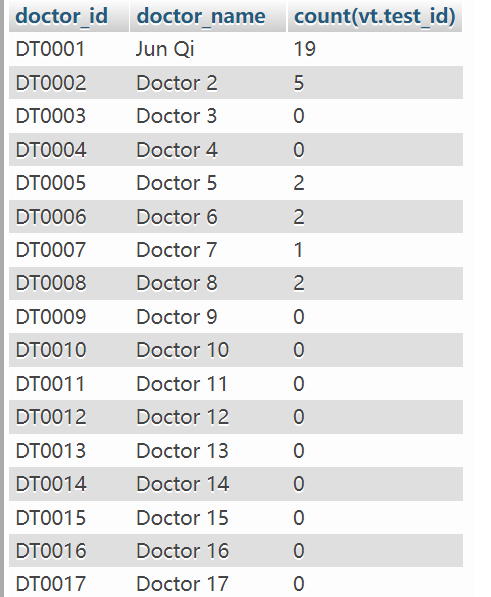 doctor_id doctor_name count(vt.test_id)
DT0001 Jun Qi 19
DT0002 Doctor 2 5
DT0003 Doctor 3 0
DT0004 Doctor 4 0
DT0005 Doctor 5 2
DT0006 Doctor 6 2
DT0007 Doctor 7 1
DT0008 Doctor 8 2
DT0009 Doctor 9 0
DT0010 Doctor 10 0
DT0011 Doctor 11 0
DT0012 Doctor 12 0
DT0013 Doctor 13 0
DT0014 Doctor 14 0
DT0015 Doctor 15 0
DT0016 Doctor 16 0
DT0017 Doctor 17 0